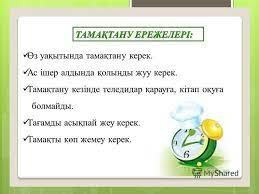 ТАМАҚТАНУ ЕРЕЖЕЛЕРІ:
✓Өз уақытында тамақтану керек.
✓Ас ішер алдында қолыңды жуу керек.
✓Тамақтану кезінде теледидар қарауға, кітап оқуға
болмайды.
✓Тағамды асықпай жеу керек.
✓Тамақты көп жемеу керек.
MyShared